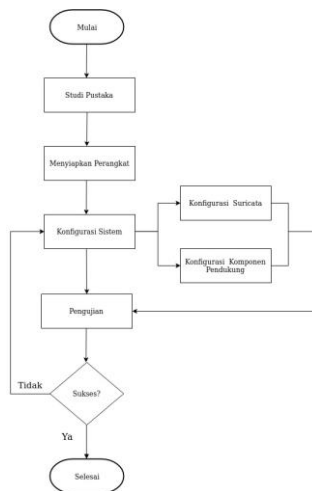 Mulai
Studi Pustaka
Menyiapkan Perangkat
Konfigurasi Sistem
Konfigurasi Suricata
Konfigurasi Komponen
Pendukung
Pengujian
Sukses?
Tidak
Ya
Selesai